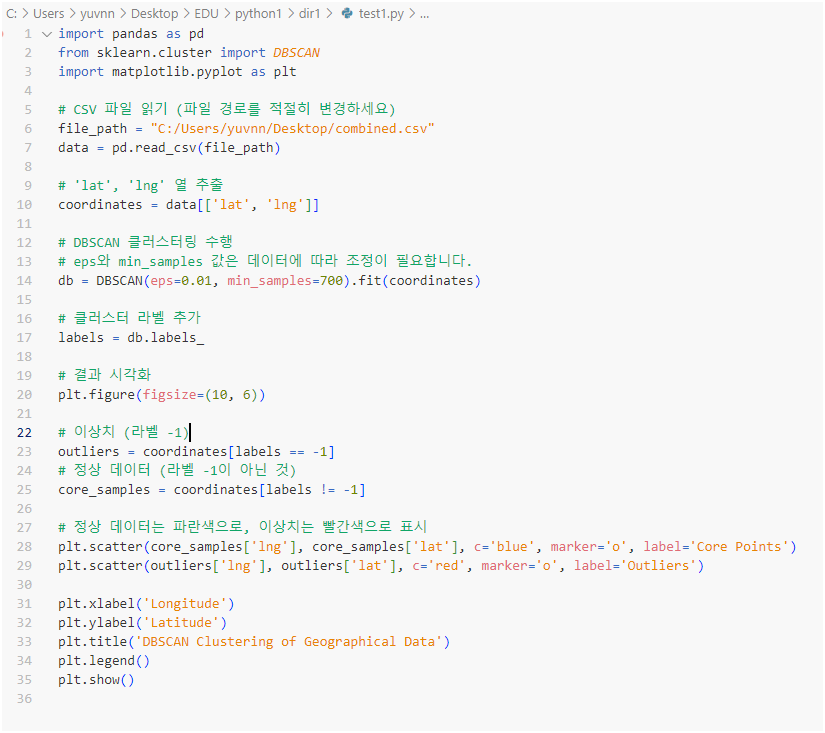 C: > Users > yuvnn > Desktop > EDU > python1 > dir1 > test1.py > ...
1 import pandas as pd
2 from sklearn.cluster import DBSCAN
3 import matplotlib.pyplot as plt
4
5 # CSV 파일 읽기 (파일 경로를 적절히 변경하세요)
6 file_path = "C:/Users/yuvnn/Desktop/combined.csv"
7 data = pd.read_csv(file_path)
8
9 # 'lat', 'lng' 열 추출
10 coordinates = data[['lat', 'lng']]
11
12 # DBSCAN 클러스터링 수행
13 # eps와 min_samples 값은 데이터에 따라 조정이 필요합니다.
14 db = DBSCAN(eps=0.01, min_samples=700).fit(coordinates)
15
16 # 클러스터 라벨 추가
17 labels = db.labels_
18
19 # 결과 시각화
20 plt.figure(figsize=(10, 6))
21
22 # 이상치 (라벨 -1)
23 outliers = coordinates[labels == -1]
24 # 정상 데이터 (라벨 -1이 아닌 것)
25 core_samples = coordinates[labels != -1]
26
27 # 정상 데이터는 파란색으로, 이상치는 빨간색으로 표시
28 plt.scatter(core_samples['lng'], core_samples['lat'], c='blue', marker='o', label='Core Points')
29 plt.scatter(outliers['lng'], outliers['lat'], c='red', marker='o', label='Outliers')
30
31 plt.xlabel('Longitude')
32 plt.ylabel('Latitude')
33 plt.title('DBSCAN Clustering of Geographical Data')
34 plt.legend()
35 plt.show()
36